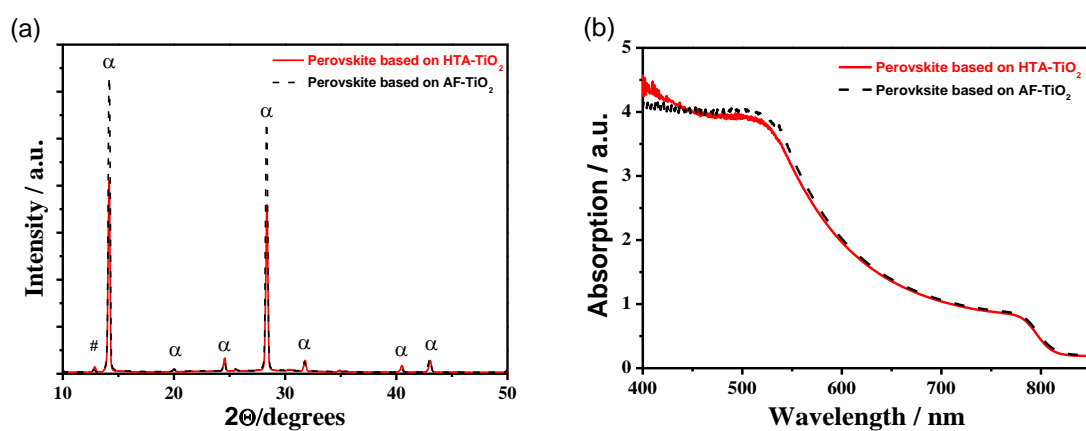 (a)
Intensity / a.u.
α
α
Perovskite based on HTA-TiO2
Perovskite based on AF-TiO2
#
α
α
α
α
α
10
20
30
40
50
2Θ/degrees
(b)
Absorption / a.u.
5
4
3
2
1
0
Perovskite based on HTA-TiO2
Perovksite based on AF-TiO2
400
500
600
700
800
Wavelength / nm